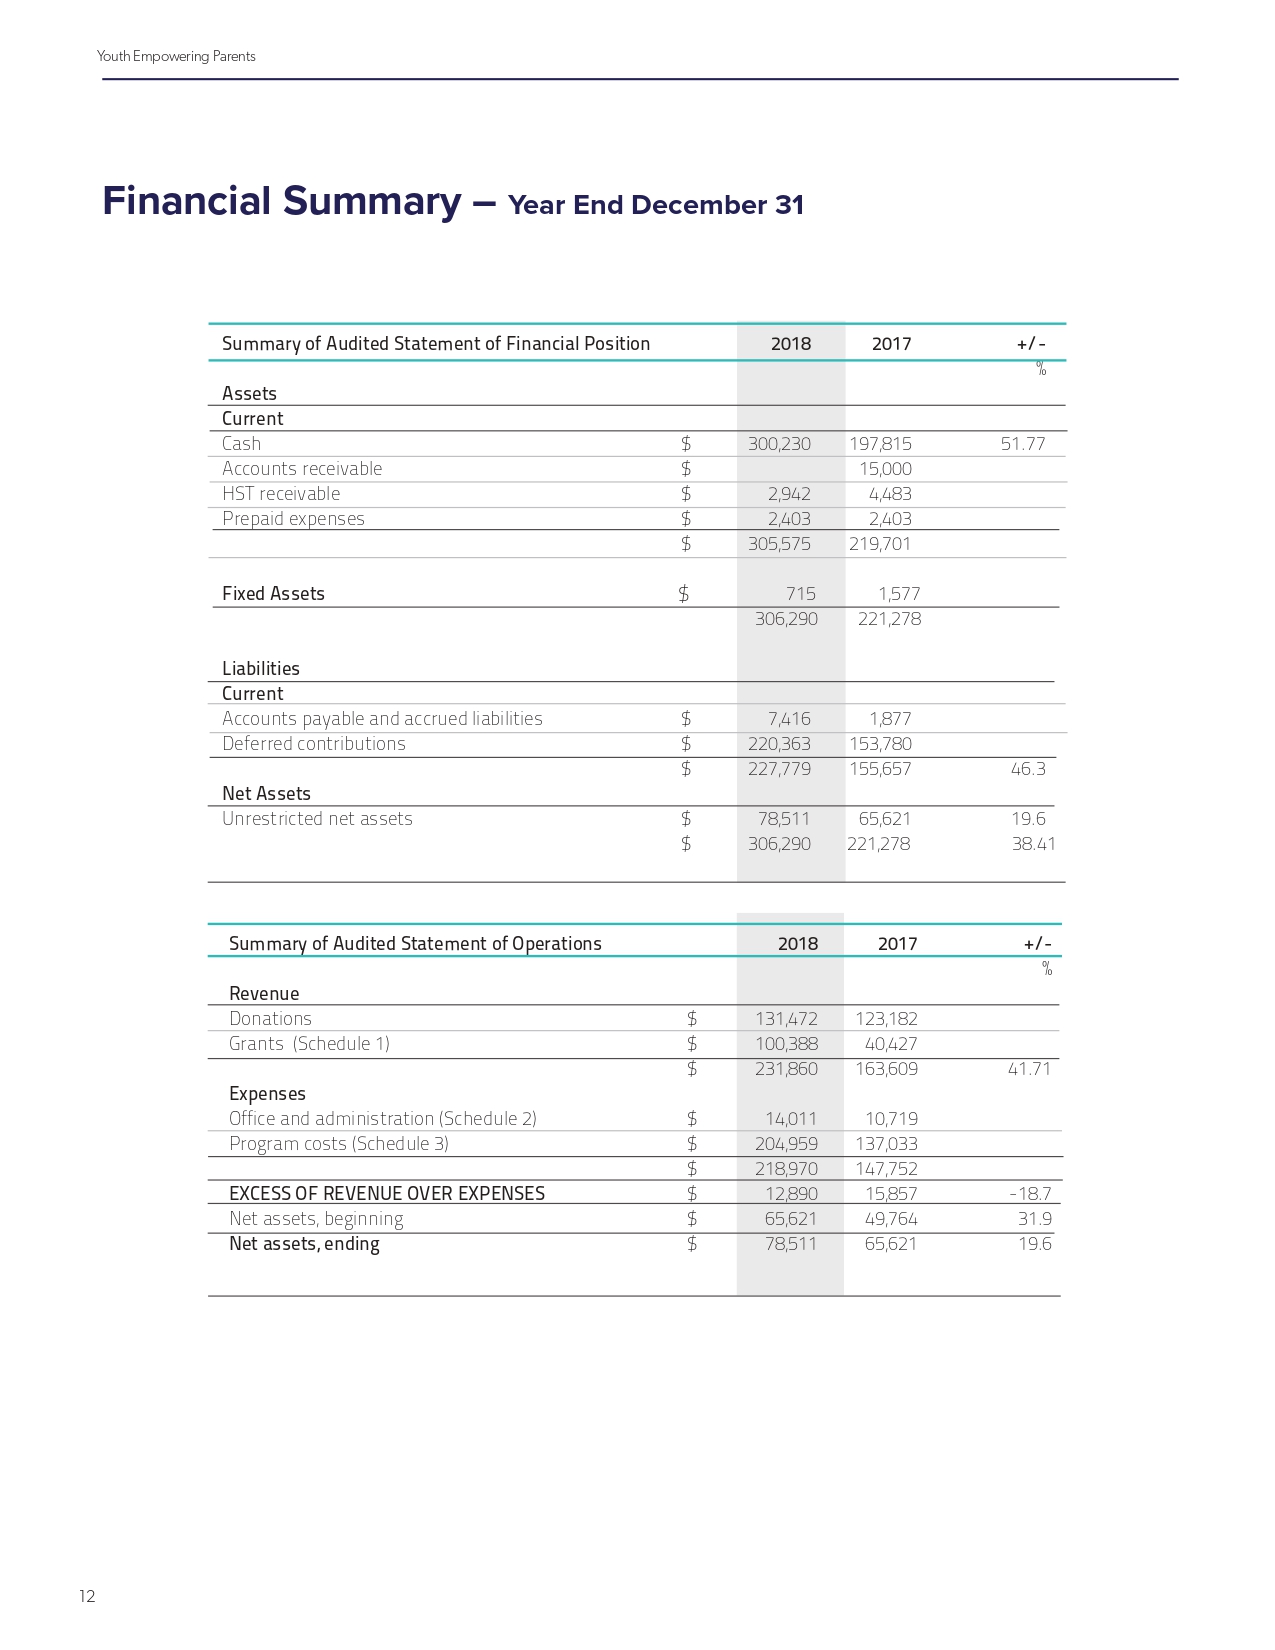 Youth Empowering Parents
Financial Summary – Year End December 31
Summary of Audited Statement of Financial Position 2018 2017 +/-
%
Assets
Current
Cash $ 300,230 197,815 51.77
Accounts receivable $ 15,000
HST receivable $ 2,942 4,483
Prepaid expenses $ 2,403 2,403
$ 305,575 219,701
Fixed Assets $ 715 1,577
306,290 221,278
Liabilities
Current
Accounts payable and accrued liabilities $ 7,416 1,877
Deferred contributions $ 220,363 153,780
$ 227,779 155,657 46.3
Net Assets
Unrestricted net assets $ 78,511 65,621 19.6
$ 306,290 221,278 38.41
Summary of Audited Statement of Operations 2018 2017 +/-
%
Revenue
Donations $ 131,472 123,182
Grants (Schedule 1) $ 100,388 40,427
$ 231,860 163,609 41.71
Expenses
Office and administration (Schedule 2) $ 14,011 10,719
Program costs (Schedule 3) $ 204,959 137,033
$ 218,970 147,752
EXCESS OF REVENUE OVER EXPENSES $ 12,890 15,857 -18.7
Net assets, beginning $ 65,621 49,764 31.9
Net assets, ending $ 78,511 65,621 19.6
12